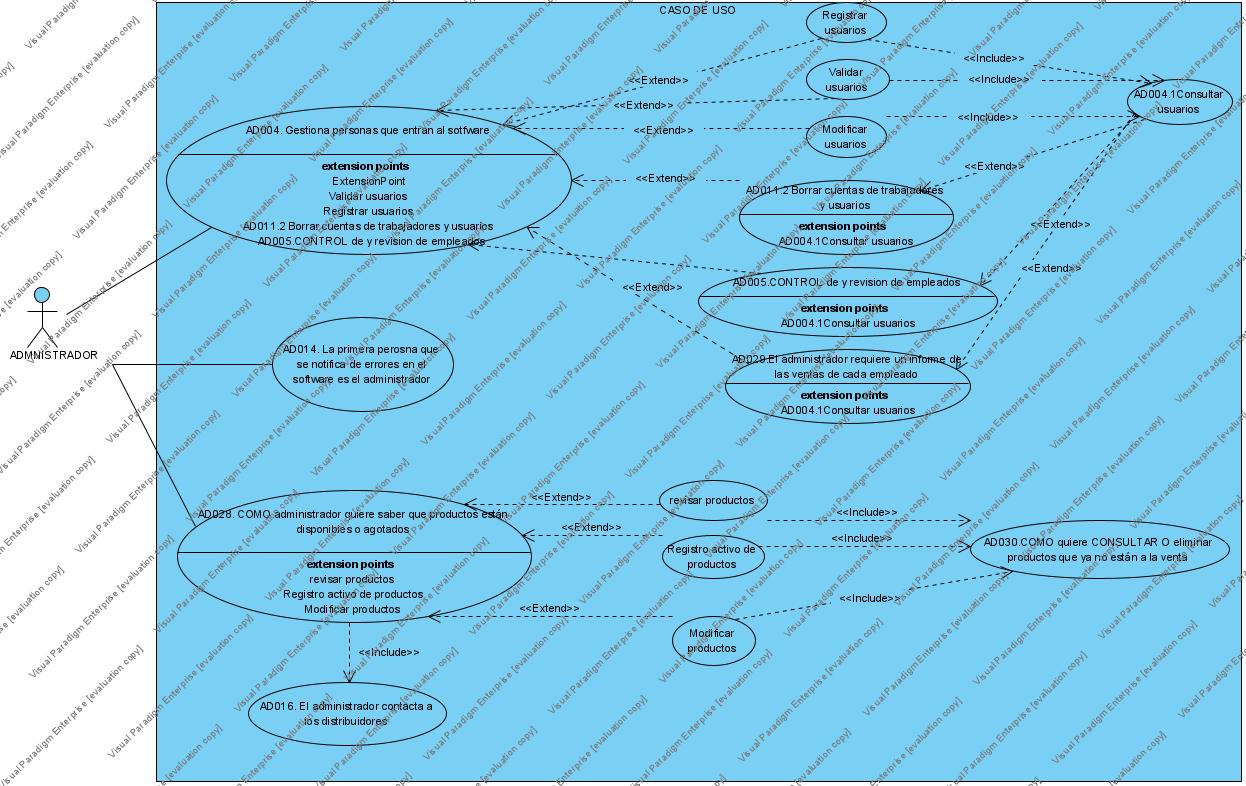 CASO DE USO
Registrar
usuarios
<<Include>>
<<Extend>>
Validar
usuarios
<<Include>>
AD004.1Consultar
usuarios
<<Extend>>
AD004. Gestiona personas que entran al software
<<Extend>>
Modificar
usuarios
<<Include>>
extension points
ExtensionPoint
Validar usuarios
Registrar usuarios
AD011.2 Borrar cuentas de trabajadores y usuarios
AD005.CONTROL de y revision de empleados
<<Extend>>
<<Extend>>
AD011.2 Borrar cuentas de trabajadores
y usuarios
extension points
AD004.1Consultar usuarios
<<Extend>>
<<Extend>>
<<Extend>>
AD005.CONTROL de y revision de empleados
extension points
AD004.1Consultar usuarios
ADMNISTRADOR
AD014. La primera perosna que
se notifica de errores en el
software es el administrador
AD029.El administrador requiere un informe de
las ventas de cada empleado
extension points
AD004.1Consultar usuarios
<<Extend>>
revisar productos
<<Include>>
AD028. COMO administrador quiere saber que productos están
disponibles o agotados
<<Extend>>
<<Include>>
Registro activo de
productos
AD030.COMO quiere CONSULTAR O eliminar
productos que ya no están a la venta
extension points
revisar productos
Registro activo de productos
Modificar productos
<<Extend>>
<<Include>>
Modificar
productos
<<Include>>
AD016. El administrador contacta a
los distribuidores
Visual Paradigm Enterprise [evaluation copy]